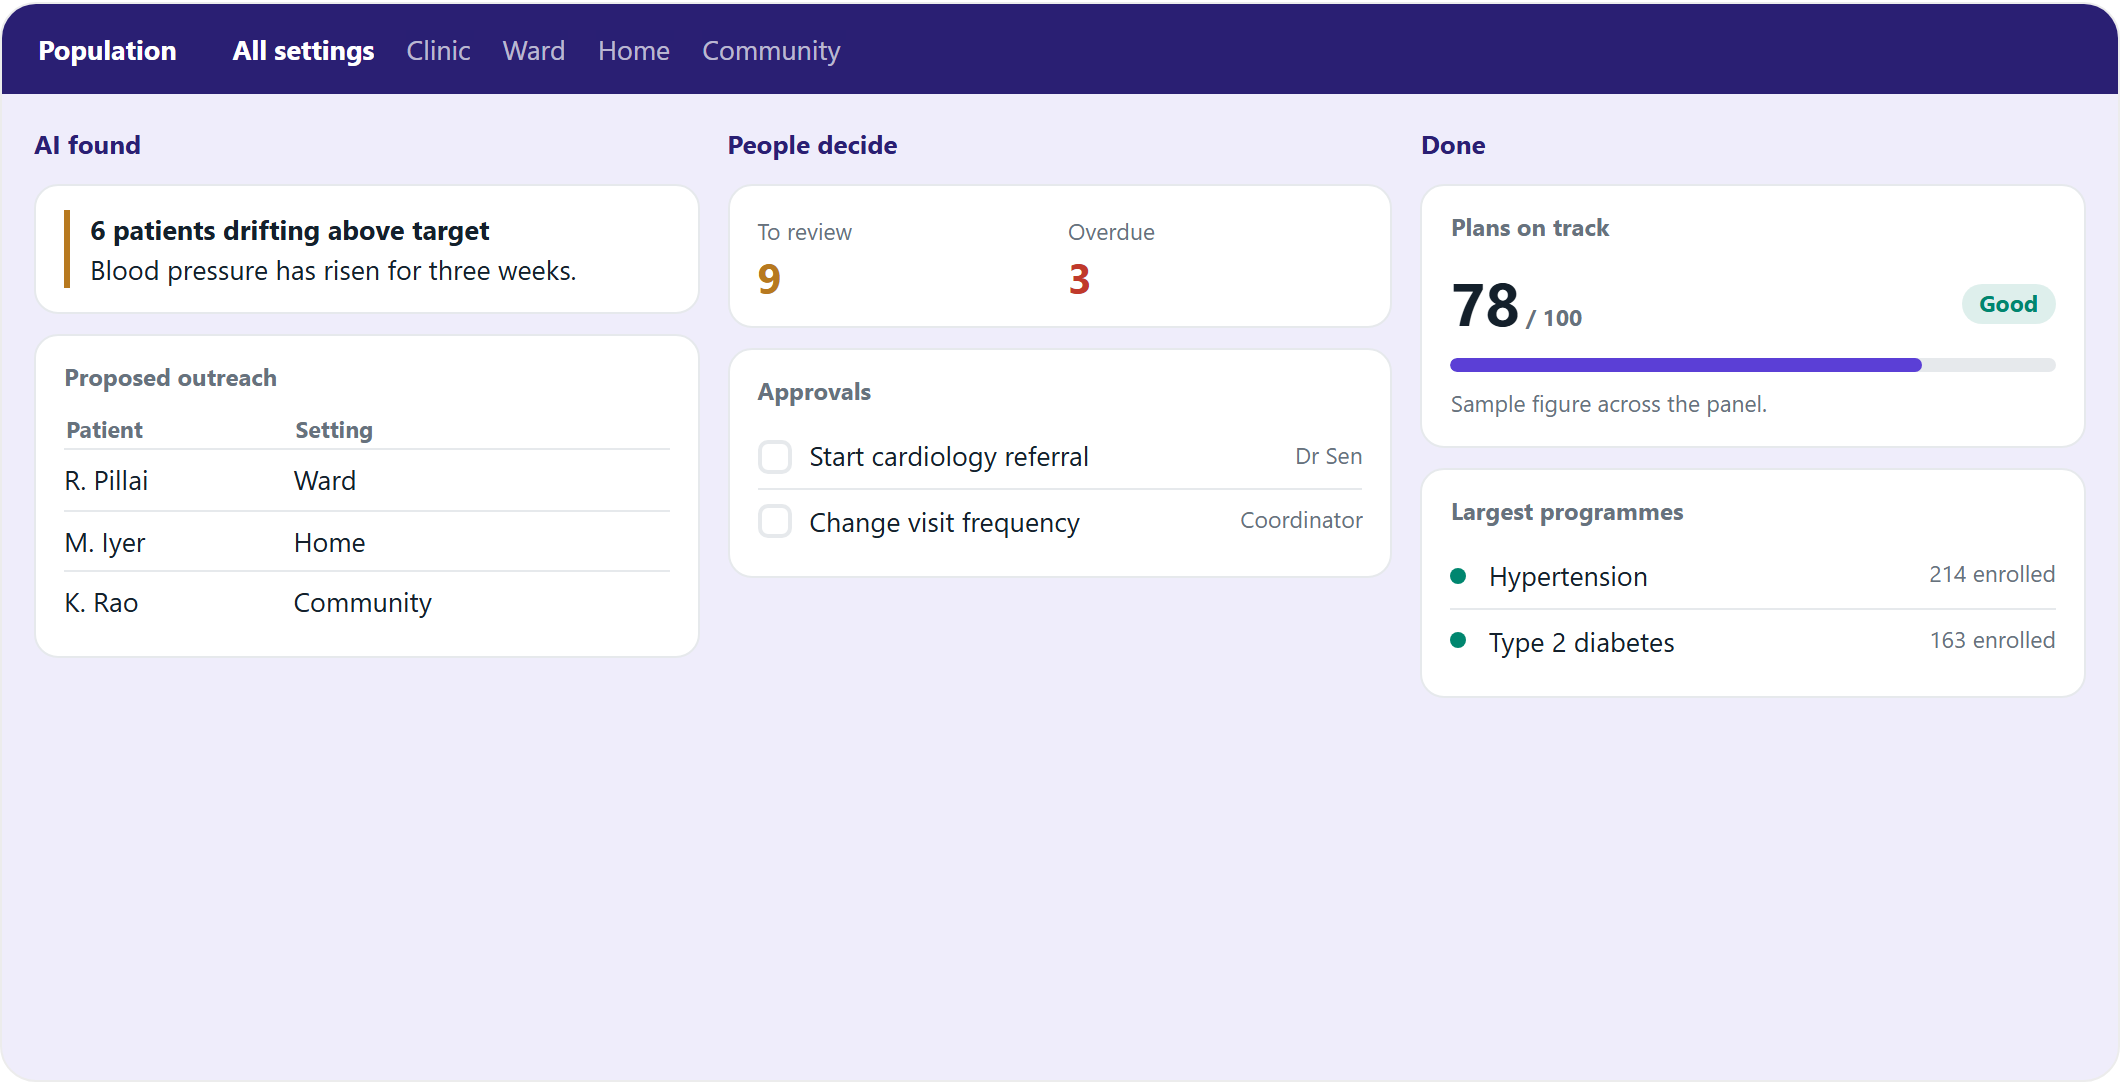 Population All settings Clinic Ward Home Community
AI found
6 patients drifting above target
Blood pressure has risen for three weeks.
Proposed outreach
Patient Setting
R. Pillai Ward
M. Iyer Home
K. Rao Community
People decide
To review Overdue
9 3
Approvals
Start cardiology referral Dr Sen
Change visit frequency Coordinator
Done
Plans on track
78 / 100 Good
Sample figure across the panel.
Largest programmes
Hypertension 214 enrolled
Type 2 diabetes 163 enrolled